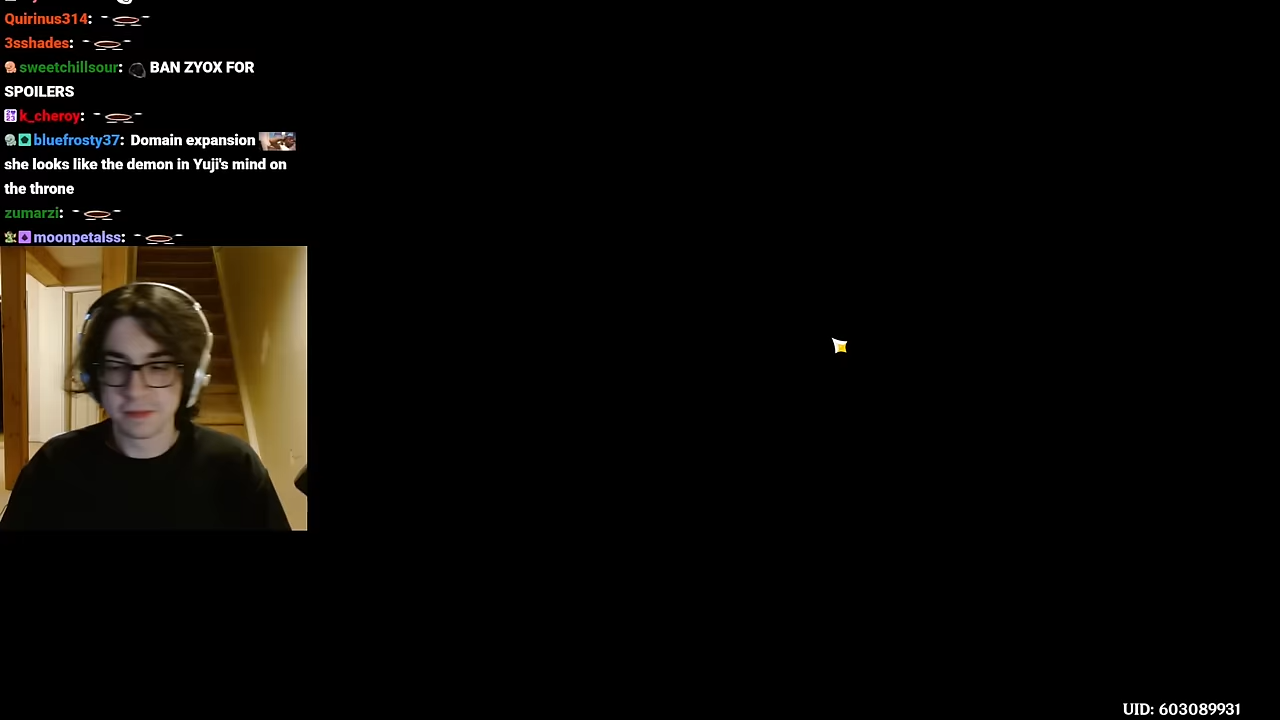 Quirinus314:
3sshades:
sweetchillsour: BAN ZYOX FOR
SPOILERS
k_cheroy:
bluefrosty37: Domain expansion
she looks like the demon in Yuji's mind on
the throne
zumarzi:
moonpetalss:
UID: 603089931